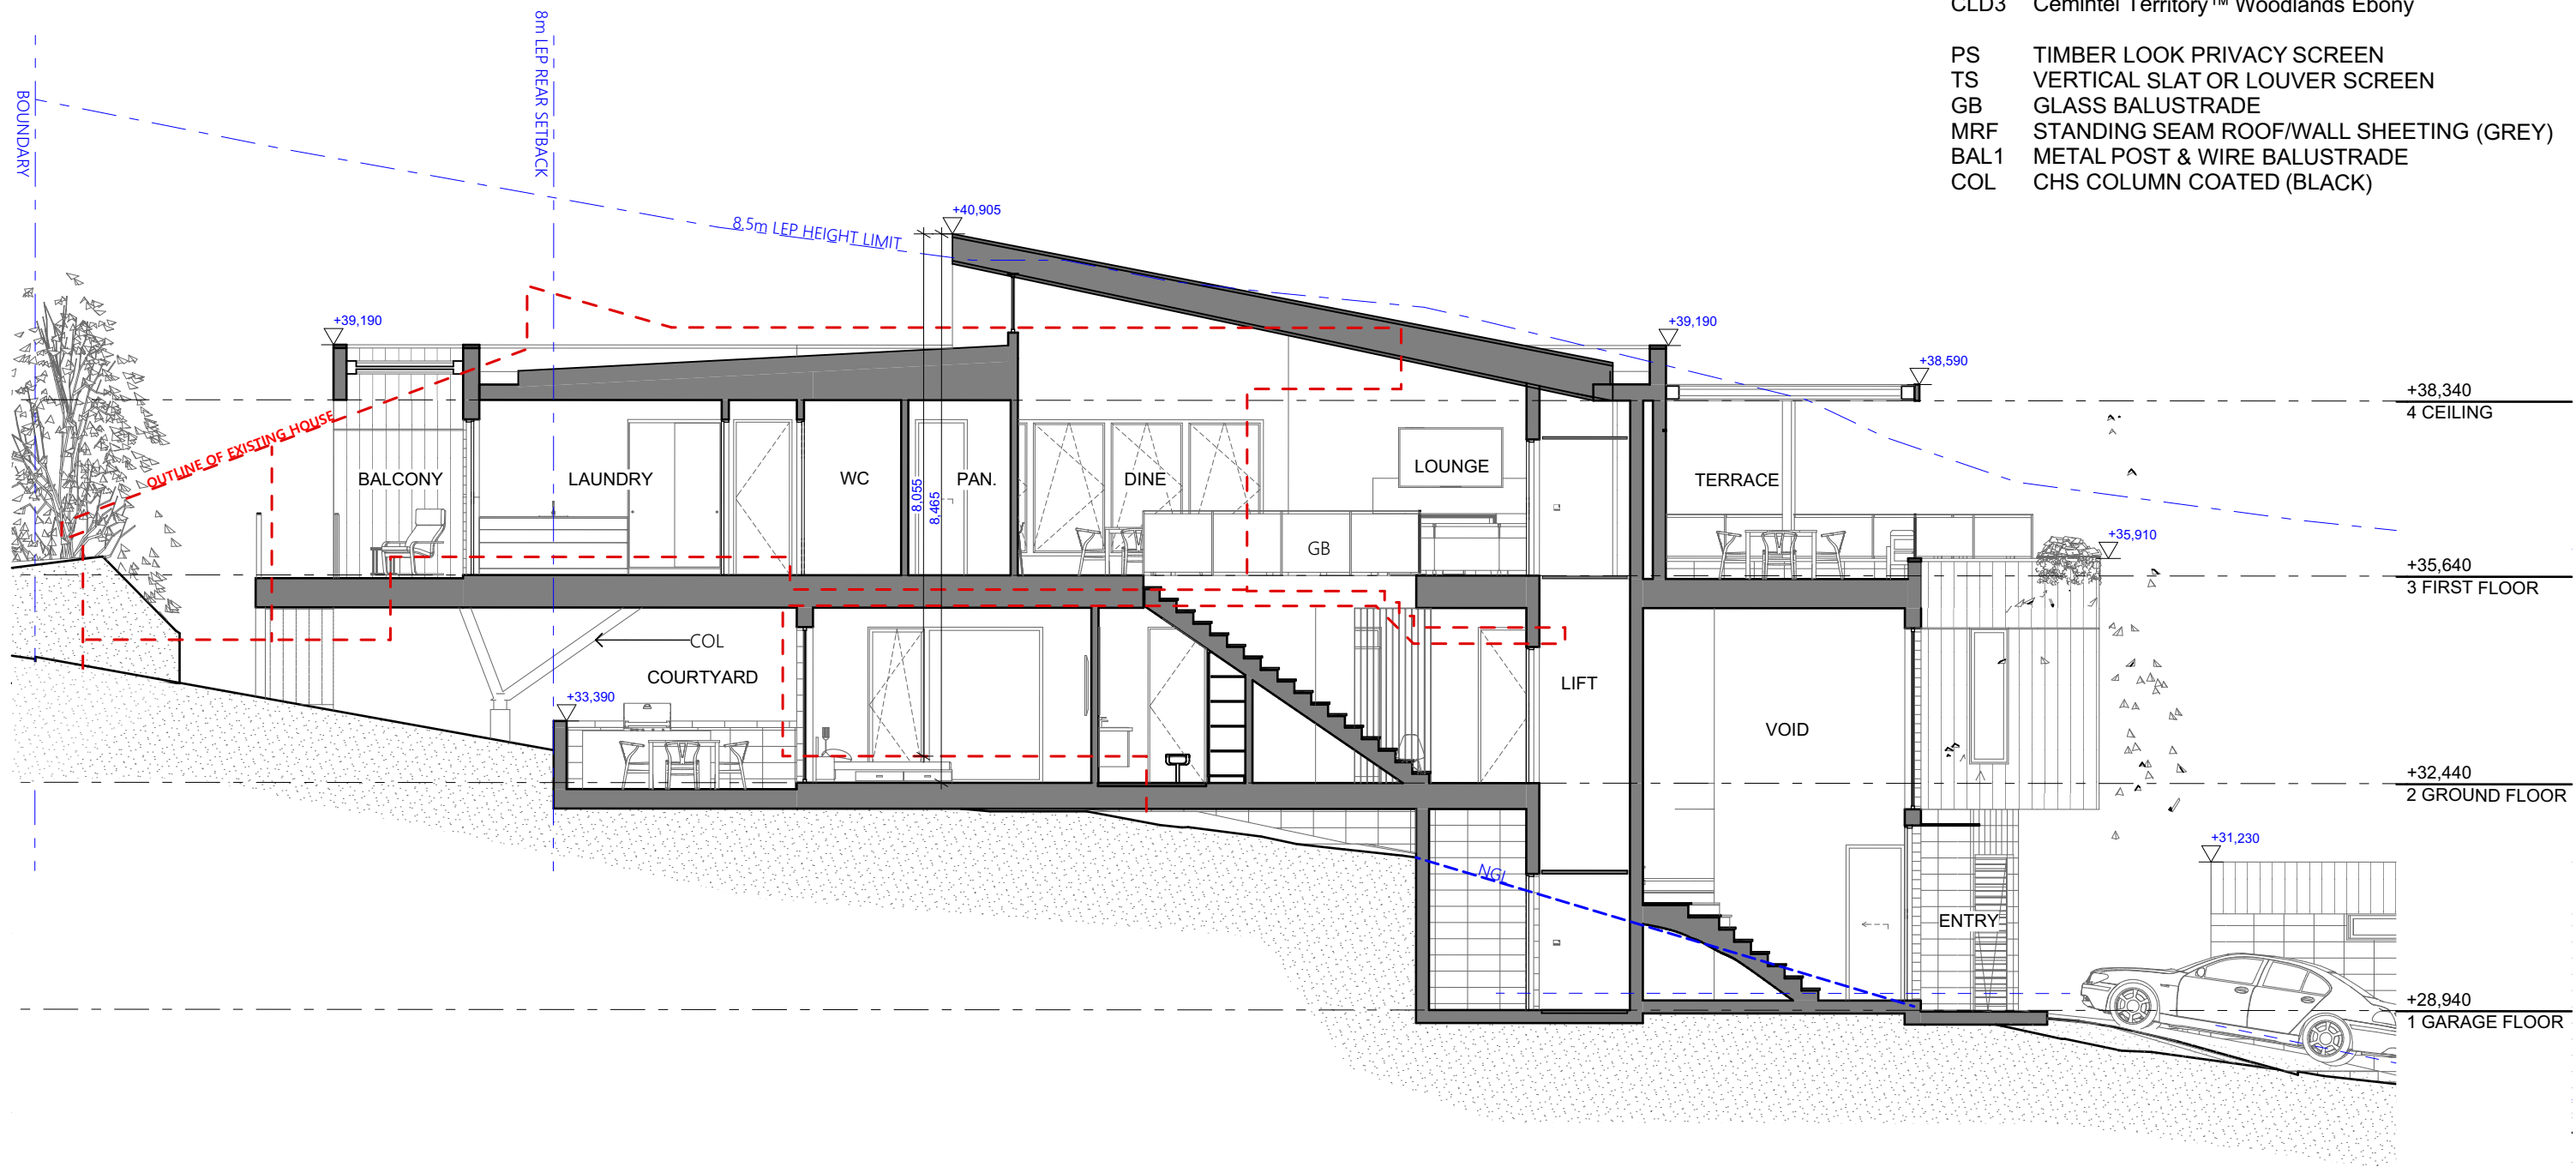 CLD3 Cemintel Territory™ Woodlands Ebony
PS TIMBER LOOK PRIVACY SCREEN
TS VERTICAL SLAT OR LOUVER SCREEN
GB GLASS BALUSTRADE
MRF STANDING SEAM ROOF/WALL SHEETING (GREY)
BAL1 METAL POST & WIRE BALUSTRADE
COL CHS COLUMN COATED (BLACK)
BOUNDARY
8m LEP REAR SETBACK
8.5m LEP HEIGHT LIMIT
+40,905
+39,190
+39,190
+38,590
+38,340
4 CEILING
OUTLINE OF EXISTING HOUSE
BALCONY
LAUNDRY
WC
PAN.
DINE
LOUNGE
TERRACE
8,055
8,465
GB
+35,910
+35,640
3 FIRST FLOOR
COL
COURTYARD
LIFT
+33,390
VOID
+32,440
2 GROUND FLOOR
+31,230
NGL
ENTRY
+28,940
1 GARAGE FLOOR